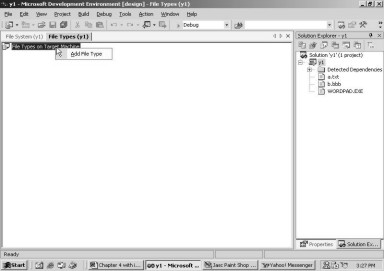 y1 - Microsoft Development Environment [design] - File Types (y1)
File Edit View Project Build Debug Tools Action Window Help
Debug
File System (y1) File Types (y1)
File Types on Target Machine
Add File Type
Solution Explorer - y1
Solution 'y1' (1 project)
y1
Detected Dependencies
a.txt
b.bbb
WORDPAD.EXE
Properties Solution Ex...
Ready
Start Chapter 4 with i... y1 - Microsoft ... Jasc Paint Shop ... Yahoo! Messenger 3:27 PM